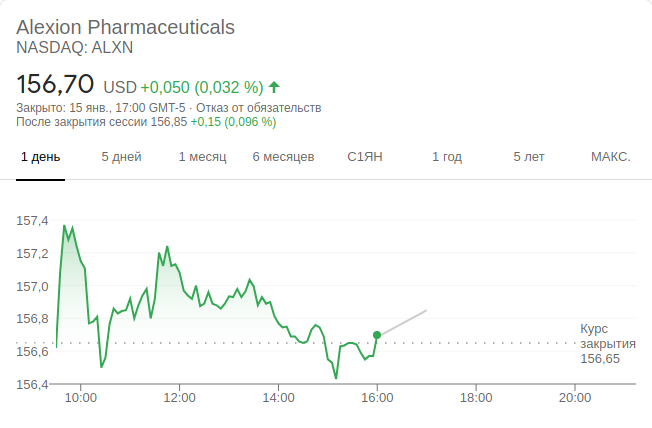 Alexion Pharmaceuticals
NASDAQ: ALXN
156,70 USD +0,050 (0,032 %)
Закрыто: 15 янв., 17:00 GMT-5 · Отказ от обязательств
После закрытия сессии 156,85 +0,15 (0,096 %)
1 день 5 дней 1 месяц 6 месяцев С1ЯН 1 год 5 лет МАКС.
157,4
157,2
157,0
156,8
156,6
156,4
Курс
закрытия
156,65
10:00 12:00 14:00 16:00 18:00 20:00